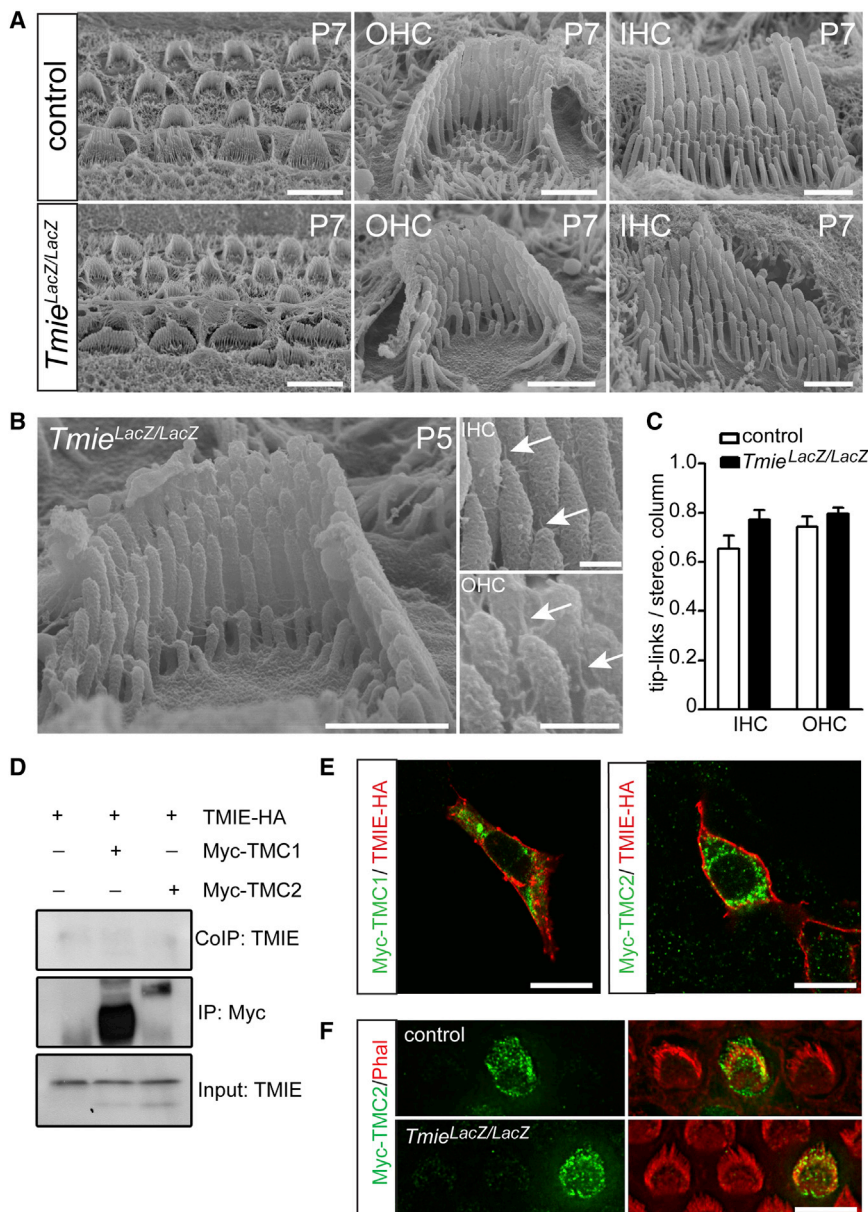 A
control
P7
OHC P7
IHC P7
Tmie^LacZ/LacZ
P7
OHC P7
IHC P7
B
Tmie^LacZ/LacZ P5
IHC
OHC
C
control
Tmie^LacZ/LacZ
tip-links / stereo. column
1.0
0.8
0.6
0.4
0.2
0
IHC OHC
D
+ + + TMIE-HA
– + – Myc-TMC1
– – + Myc-TMC2
CoIP: TMIE
IP: Myc
Input: TMIE
E
Myc-TMC1/ TMIE-HA
Myc-TMC2/ TMIE-HA
F
Myc-TMC2/Phal
control
Tmie^LacZ/LacZ